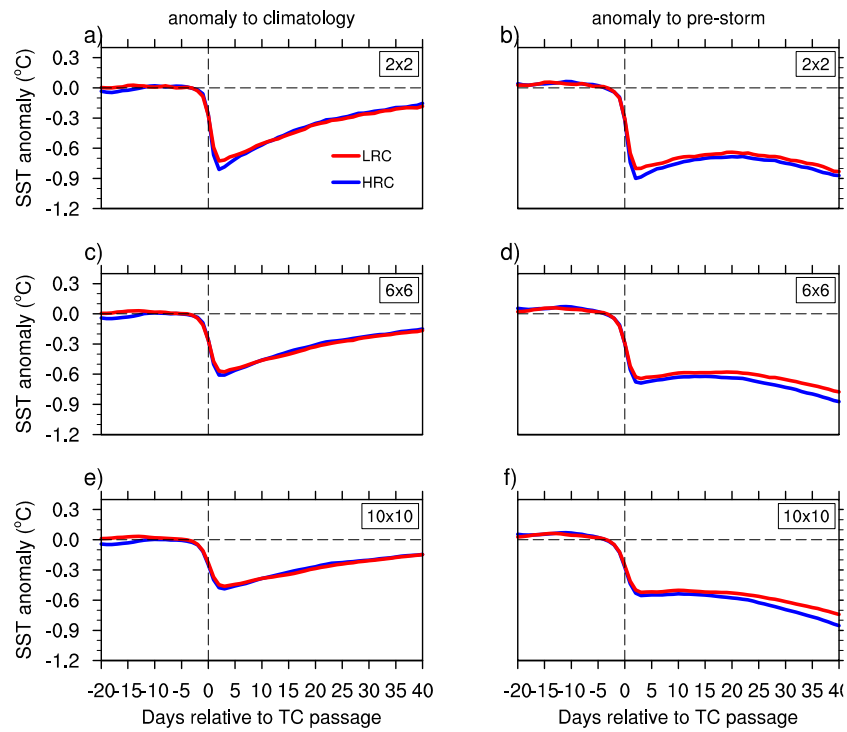 anomaly to climatology
anomaly to pre-storm
a)
2x2
SST anomaly (°C)
0.3
0.0
-0.3
-0.6
-0.9
-1.2
LRC
HRC
b)
2x2
c)
6x6
SST anomaly (°C)
0.3
0.0
-0.3
-0.6
-0.9
-1.2
d)
6x6
e)
10x10
SST anomaly (°C)
0.3
0.0
-0.3
-0.6
-0.9
-1.2
-20 -15 -10 -5 0 5 10 15 20 25 30 35 40
Days relative to TC passage
f)
10x10
-20 -15 -10 -5 0 5 10 15 20 25 30 35 40
Days relative to TC passage